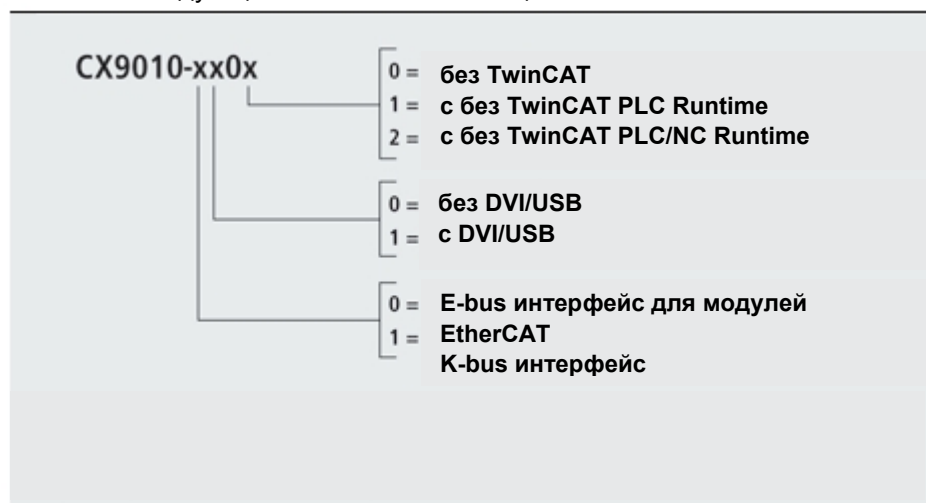 CX9010-xx0x
0 = без TwinCAT
1 = с без TwinCAT PLC Runtime
2 = с без TwinCAT PLC/NC Runtime
0 = без DVI/USB
1 = с DVI/USB
0 = E-bus интерфейс для модулей
1 = EtherCAT
K-bus интерфейс